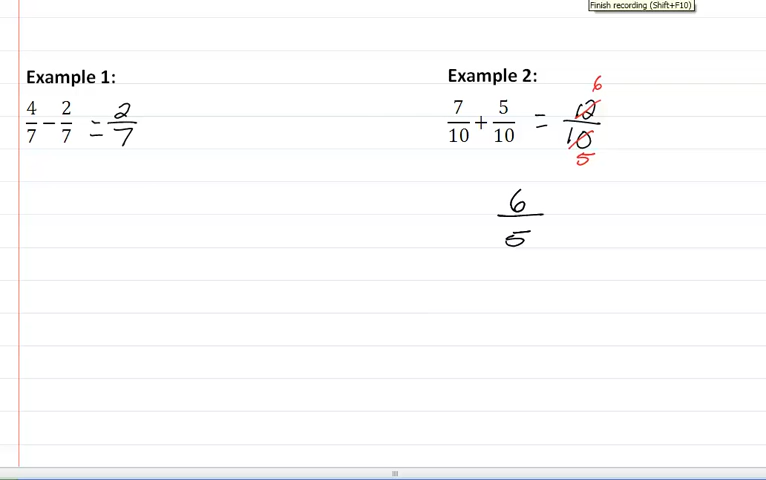 Finish recording (Shift+F10)
Example 1:
4/7 − 2/7 = 2/7
Example 2:
7/10 + 5/10 = 12/10
6
5
6/5